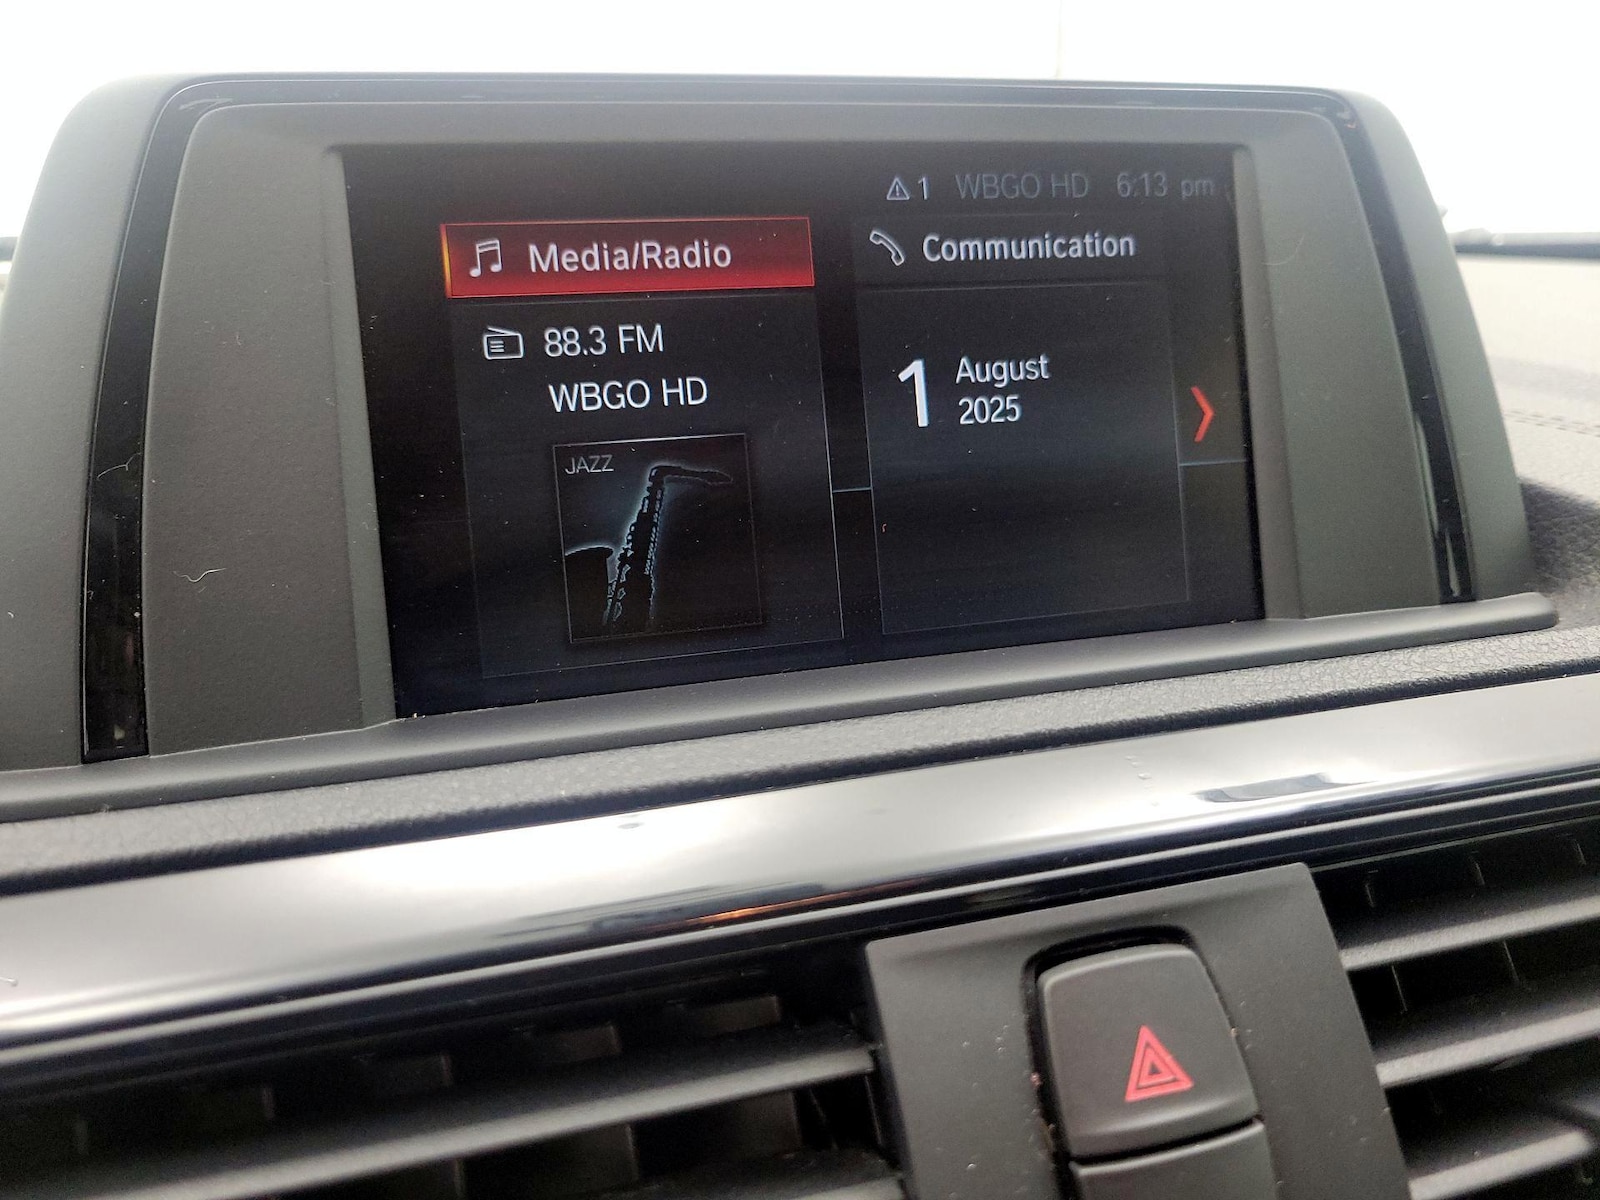 1 WBGO HD 6:13 pm
Media/Radio
88.3 FM
WBGO HD
JAZZ
Communication
1 August
2025